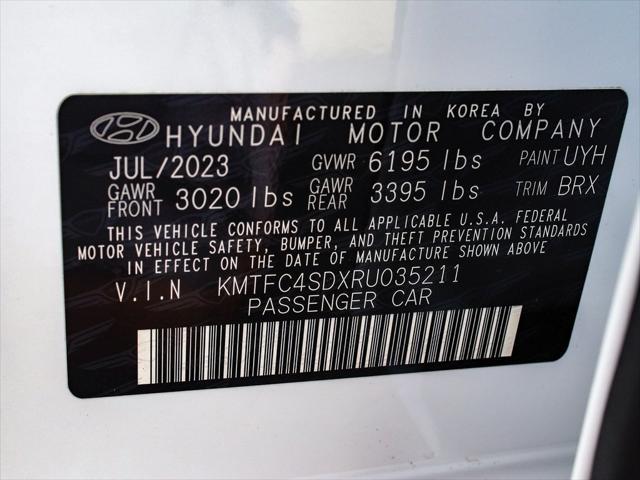 MANUFACTURED IN KOREA BY
HYUNDAI MOTOR COMPANY
JUL/2023 GVWR 6195 lbs PAINT UYH
GAWR FRONT 3020 lbs GAWR REAR 3395 lbs TRIM BRX
THIS VEHICLE CONFORMS TO ALL APPLICABLE U.S.A. FEDERAL
MOTOR VEHICLE SAFETY, BUMPER, AND THEFT PREVENTION STANDARDS
IN EFFECT ON THE DATE OF MANUFACTURE SHOWN ABOVE
V.I.N KMTFC4SDXRU035211
PASSENGER CAR